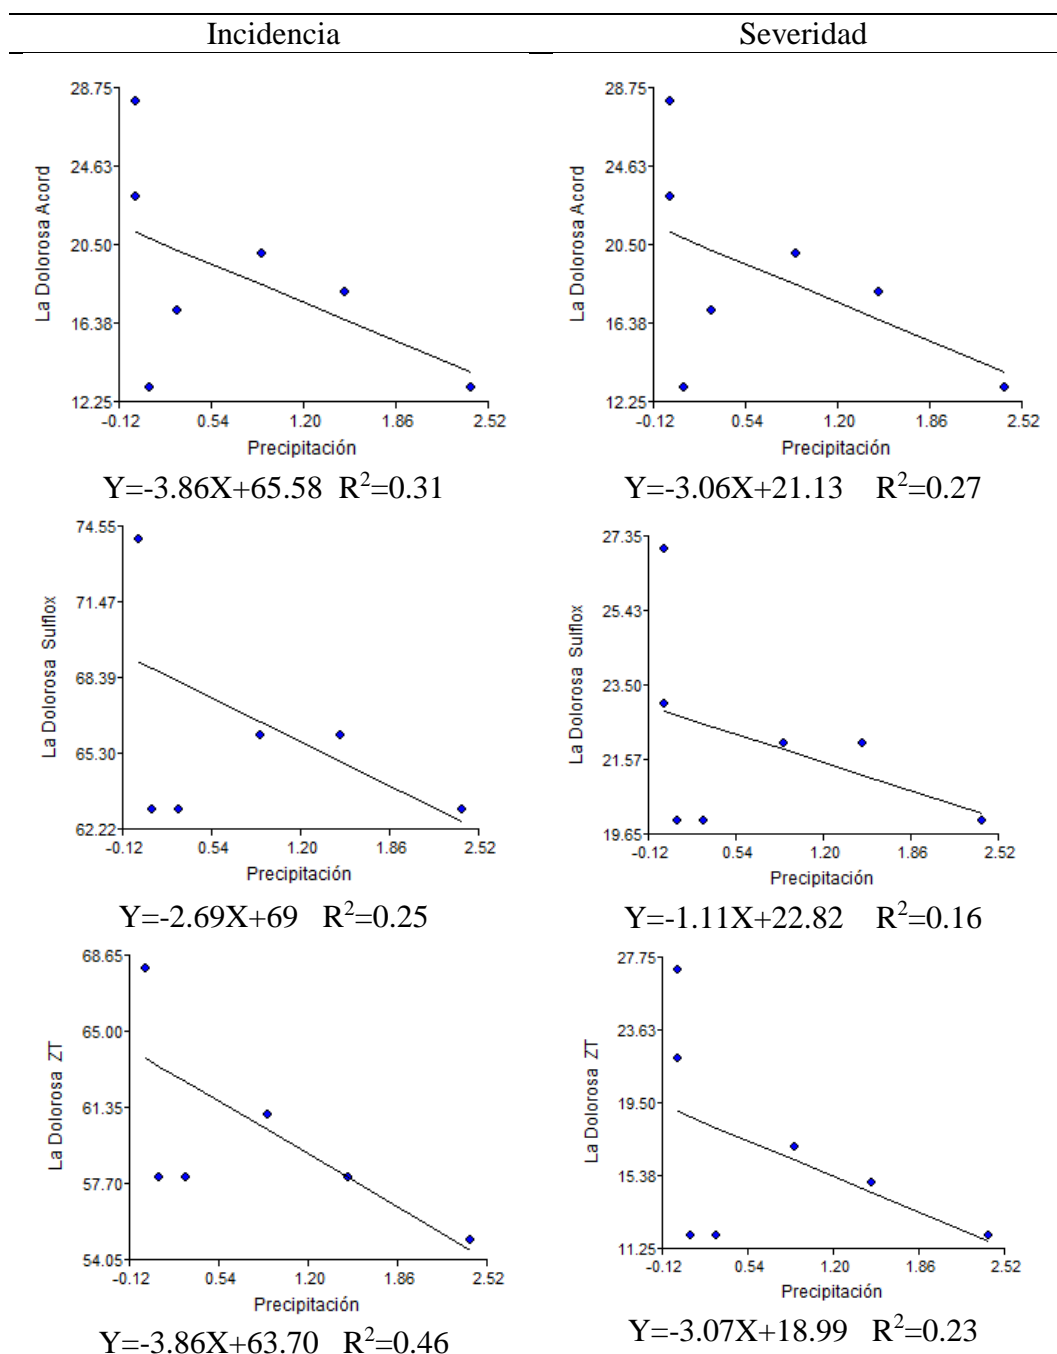 Incidencia Severidad
28.75
24.63
20.50
16.38
12.25
La Dolorosa Acord
-0.12 0.54 1.20 1.86 2.52
Precipitación
Y=-3.86X+65.58 R²=0.31
28.75
24.63
20.50
16.38
12.25
La Dolorosa Acord
-0.12 0.54 1.20 1.86 2.52
Precipitación
Y=-3.06X+21.13 R²=0.27
74.55
71.47
68.39
65.30
62.22
La Dolorosa Sulflox
-0.12 0.54 1.20 1.86 2.52
Precipitación
Y=-2.69X+69 R²=0.25
27.35
25.43
23.50
21.57
19.65
La Dolorosa Sulflox
-0.12 0.54 1.20 1.86 2.52
Precipitación
Y=-1.11X+22.82 R²=0.16
68.65
65.00
61.35
57.70
54.05
La Dolorosa ZT
-0.12 0.54 1.20 1.86 2.52
Precipitación
Y=-3.86X+63.70 R²=0.46
27.75
23.63
19.50
15.38
11.25
La Dolorosa ZT
-0.12 0.54 1.20 1.86 2.52
Precipitación
Y=-3.07X+18.99 R²=0.23